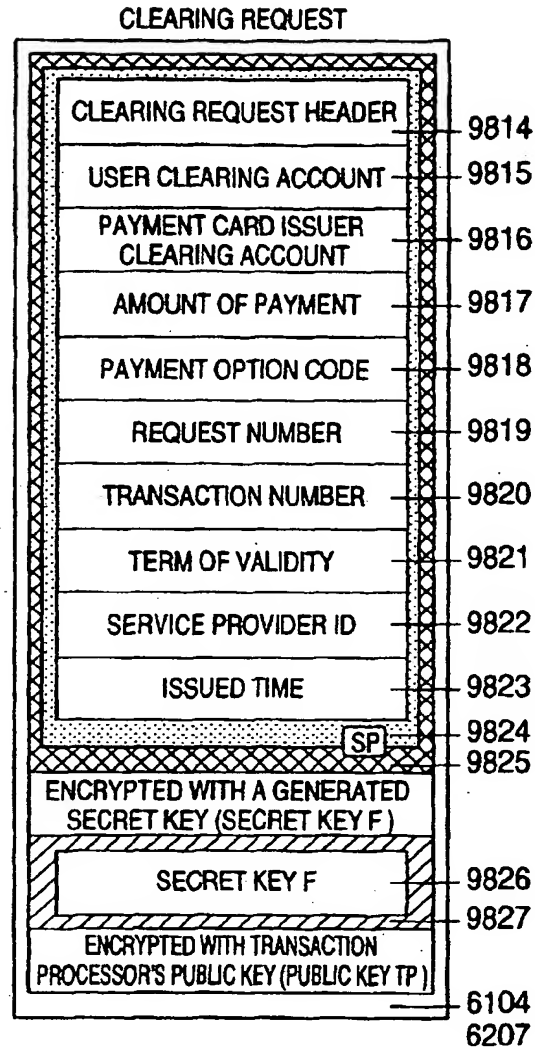 CLEARING REQUEST
CLEARING REQUEST HEADER
9814
USER CLEARING ACCOUNT
9815
PAYMENT CARD ISSUER
CLEARING ACCOUNT
9816
AMOUNT OF PAYMENT
9817
PAYMENT OPTION CODE
9818
REQUEST NUMBER
9819
TRANSACTION NUMBER
9820
TERM OF VALIDITY
9821
SERVICE PROVIDER ID
9822
ISSUED TIME
9823
SP
9824
9825
ENCRYPTED WITH A GENERATED
SECRET KEY (SECRET KEY F)
SECRET KEY F
9826
9827
ENCRYPTED WITH TRANSACTION
PROCESSOR'S PUBLIC KEY (PUBLIC KEY TP)
6104
6207